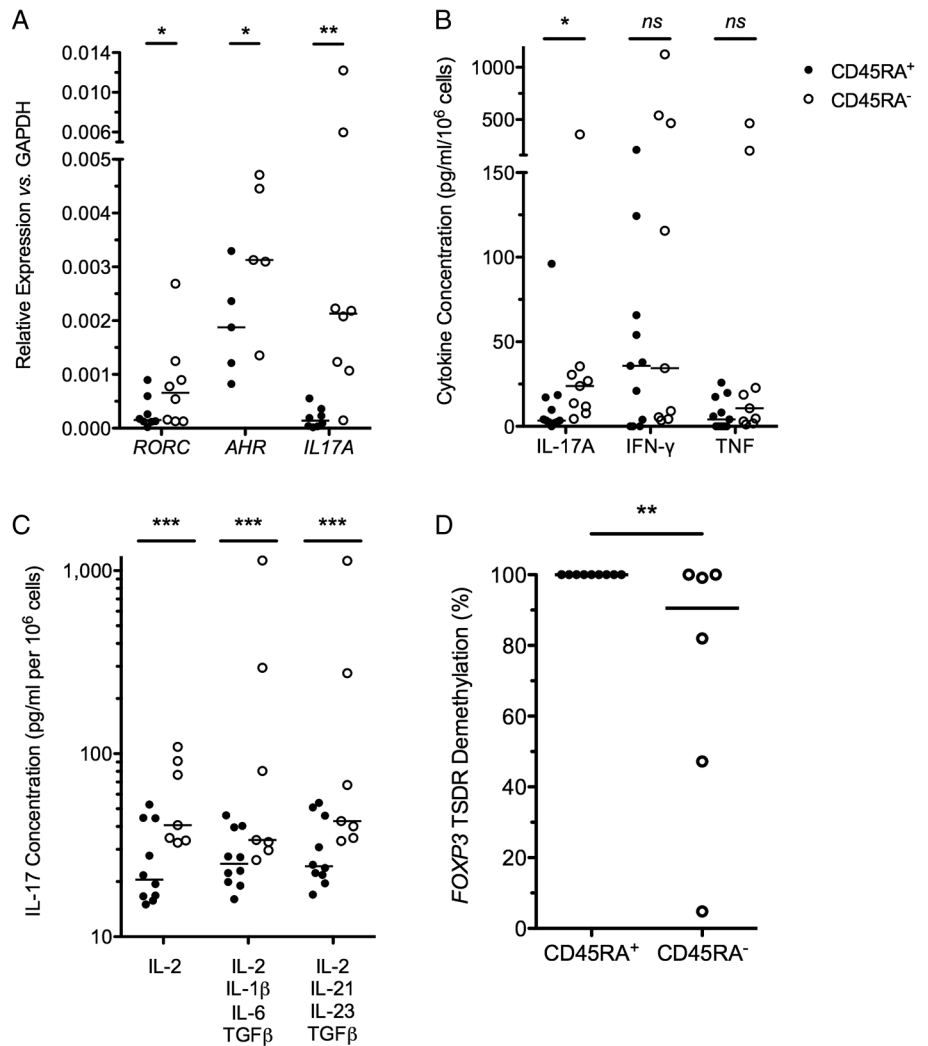 A
* * **
Relative Expression vs. GAPDH
0.014
0.010
0.006
0.005
0.004
0.003
0.002
0.001
0.000
RORC AHR IL17A
B
* ns ns
Cytokine Concentration (pg/ml/10⁶ cells)
1000
500
150
100
50
0
IL-17A IFN-γ TNF
CD45RA⁺
CD45RA⁻
C
*** *** ***
IL-17 Concentration (pg/ml per 10⁶ cells)
1,000
100
10
IL-2 IL-2 IL-2
IL-1β IL-21
IL-6 IL-23
TGFβ TGFβ
D
**
FOXP3 TSDR Demethylation (%)
100
80
60
40
20
0
CD45RA⁺ CD45RA⁻